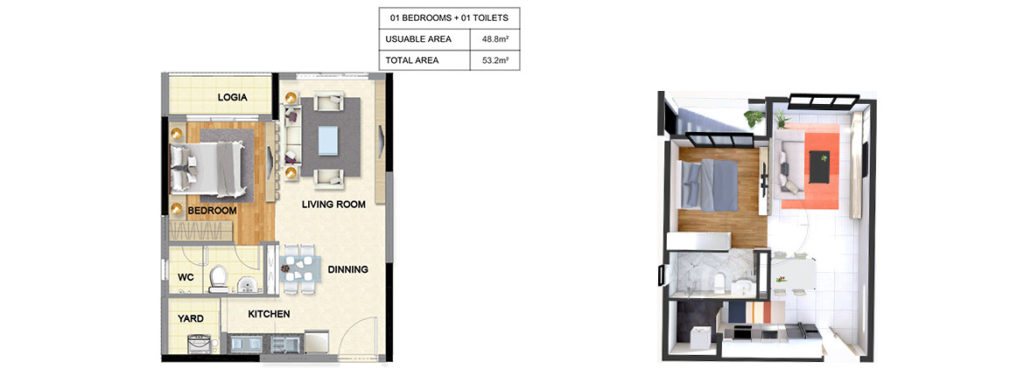 01 BEDROOMS + 01 TOILETS
USUABLE AREA 48.8m²
TOTAL AREA 53.2m²
LOGIA
BEDROOM
LIVING ROOM
WC
DINNING
YARD
KITCHEN